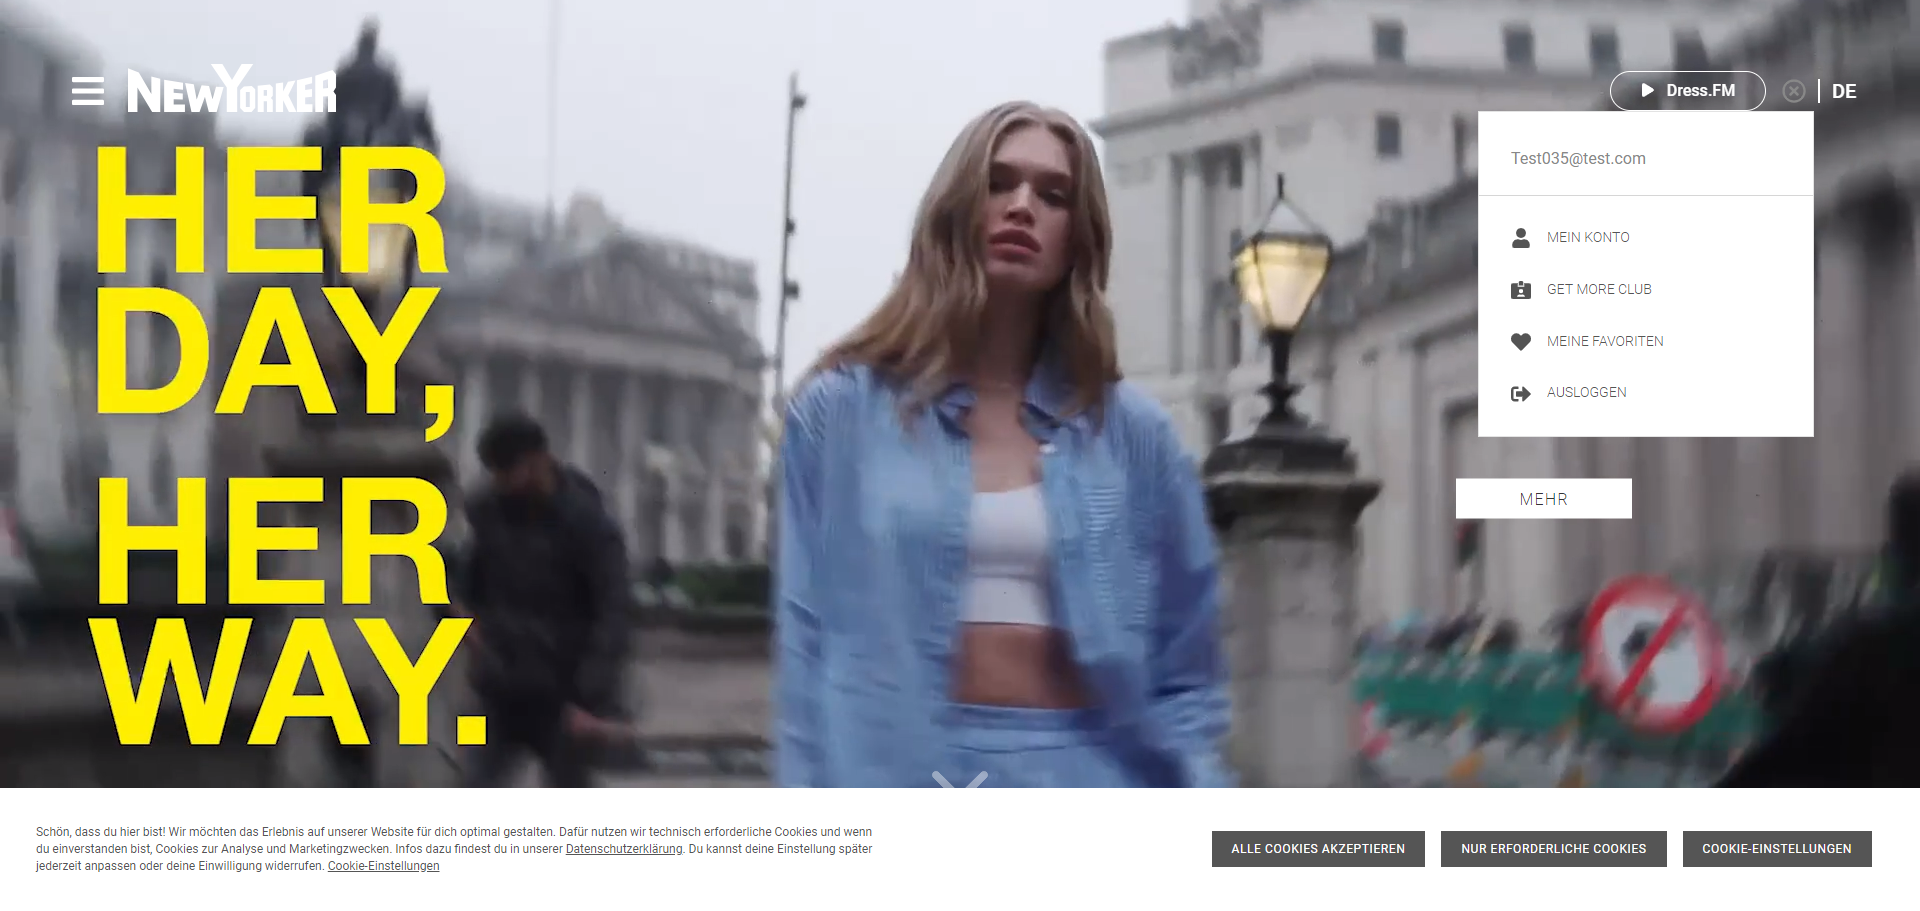 NEWYORKER
Dress.FM
DE
Test035@test.com
MEIN KONTO
GET MORE CLUB
MEINE FAVORITEN
AUSLOGGEN
HER
DAY,
HER
WAY.
MEHR
Schön, dass du hier bist! Wir möchten das Erlebnis auf unserer Website für dich optimal gestalten. Dafür nutzen wir technisch erforderliche Cookies und wenn
du einverstanden bist, Cookies zur Analyse und Marketingzwecken. Infos dazu findest du in unserer Datenschutzerklärung. Du kannst deine Einstellung später
jederzeit anpassen oder deine Einwilligung widerrufen. Cookie-Einstellungen
ALLE COOKIES AKZEPTIEREN
NUR ERFORDERLICHE COOKIES
COOKIE-EINSTELLUNGEN